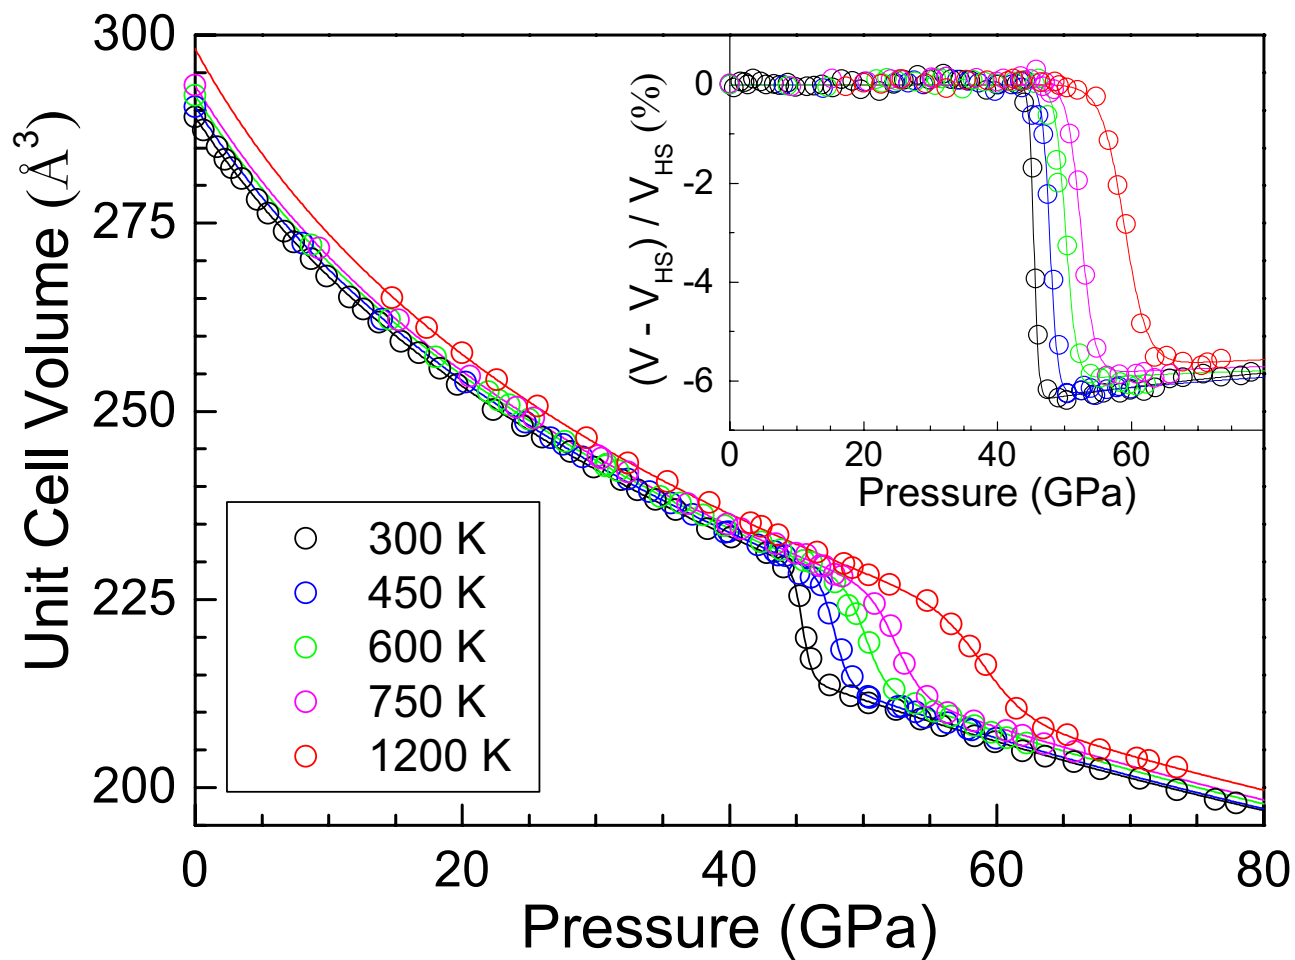 300
275
250
225
200
Unit Cell Volume (Å³)
0 20 40 60 80
Pressure (GPa)
300 K
450 K
600 K
750 K
1200 K
0
-2
-4
-6
(V - V_HS) / V_HS (%)
0 20 40 60
Pressure (GPa)